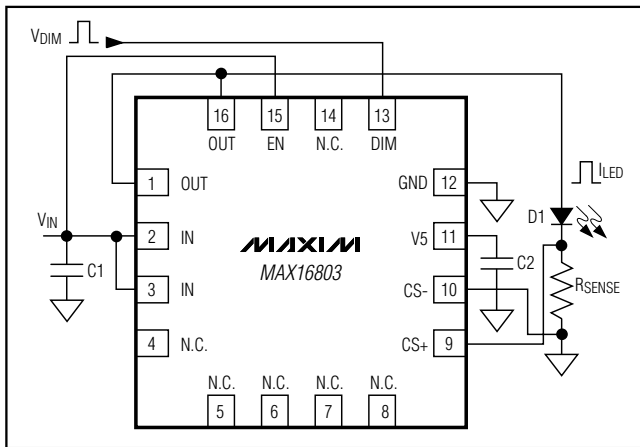 VDIM
16 15 14 13
OUT EN N.C. DIM
1 OUT
GND 12
ILED
VIN
2 IN
V5 11
D1
MAXIM
MAX16803
C1
C2
3 IN
CS- 10
RSENSE
4 N.C.
CS+ 9
N.C. N.C. N.C. N.C.
5 6 7 8